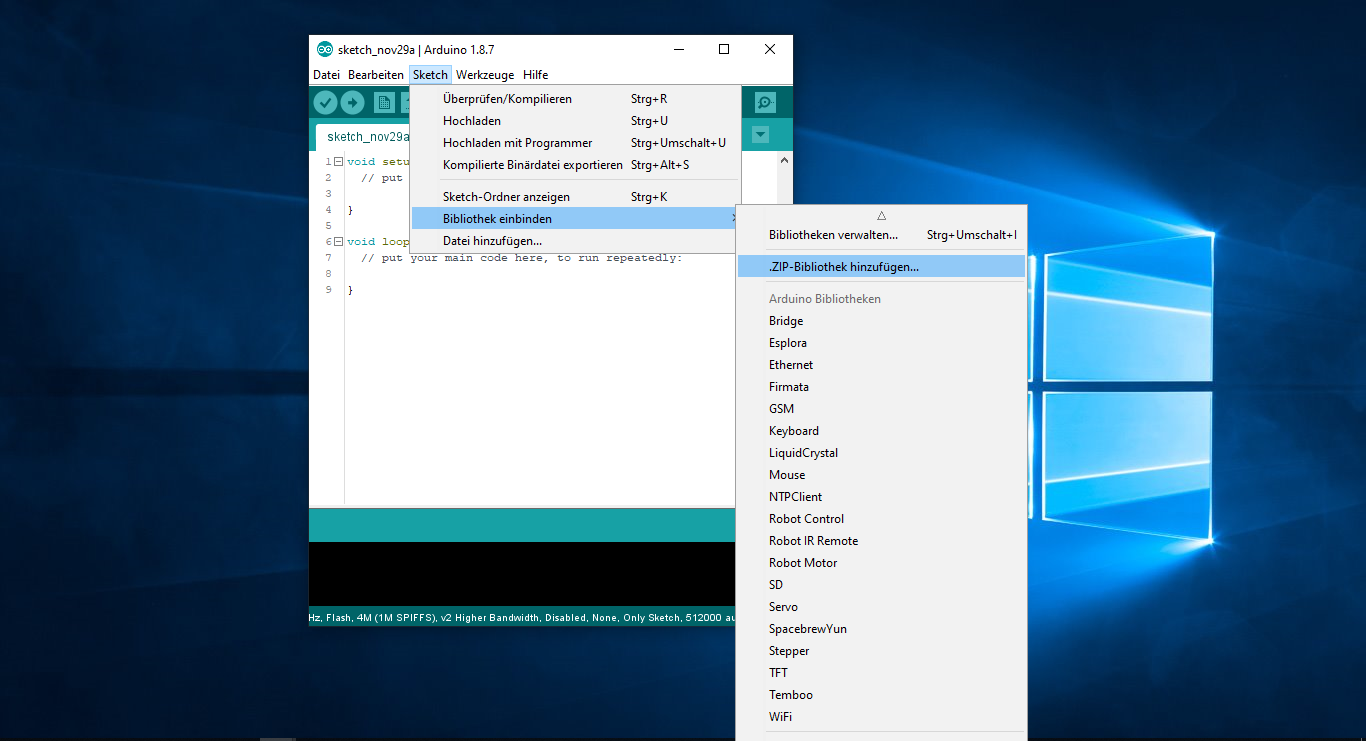 sketch_nov29a | Arduino 1.8.7
Datei Bearbeiten Sketch Werkzeuge Hilfe
Überprüfen/Kompilieren Strg+R
Hochladen Strg+U
Hochladen mit Programmer Strg+Umschalt+U
Kompilierte Binärdatei exportieren Strg+Alt+S
Sketch-Ordner anzeigen Strg+K
Bibliothek einbinden
Datei hinzufügen...
sketch_nov29a
1 void setu
2 // put
3
4 }
5
6 void loop
7 // put your main code here, to run repeatedly:
8
9 }
Bibliotheken verwalten... Strg+Umschalt+I
.ZIP-Bibliothek hinzufügen...
Arduino Bibliotheken
Bridge
Esplora
Ethernet
Firmata
GSM
Keyboard
LiquidCrystal
Mouse
NTPClient
Robot Control
Robot IR Remote
Robot Motor
SD
Servo
SpacebrewYun
Stepper
TFT
Temboo
WiFi
Hz, Flash, 4M (1M SPIFFS), v2 Higher Bandwidth, Disabled, None, Only Sketch, 512000 au